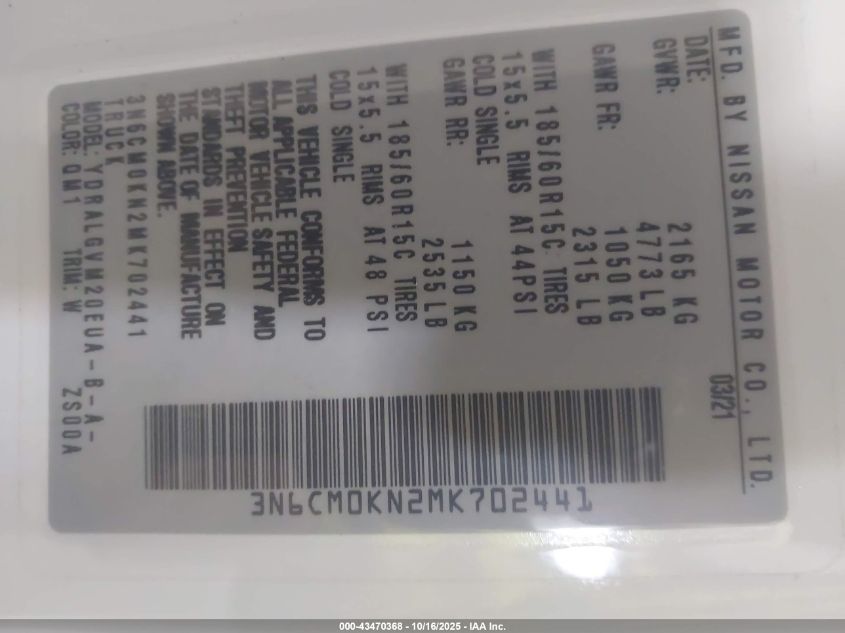 MFD. BY NISSAN MOTOR CO., LTD.
DATE: 03/21
GVWR: 2165 KG
4773 LB
GAWR FR: 1050 KG
2315 LB
WITH 185/60R15C TIRES
15x5.5 RIMS AT 44PSI
COLD SINGLE
GAWR RR: 1150 KG
2535 LB
WITH 185/60R15C TIRES
15x5.5 RIMS AT 48 PSI
COLD SINGLE
THIS VEHICLE CONFORMS TO
ALL APPLICABLE FEDERAL
MOTOR VEHICLE SAFETY AND
THEFT PREVENTION
STANDARDS IN EFFECT ON
THE DATE OF MANUFACTURE
SHOWN ABOVE.
3N6CM0KN2MK702441
TRUCK
MODEL: YDRALGVM20EUA-B-A-
COLOR: QM1 TRIM: W ZS00A
3N6CM0KN2MK702441
000-43470368 - 10/16/2025 - IAA Inc.